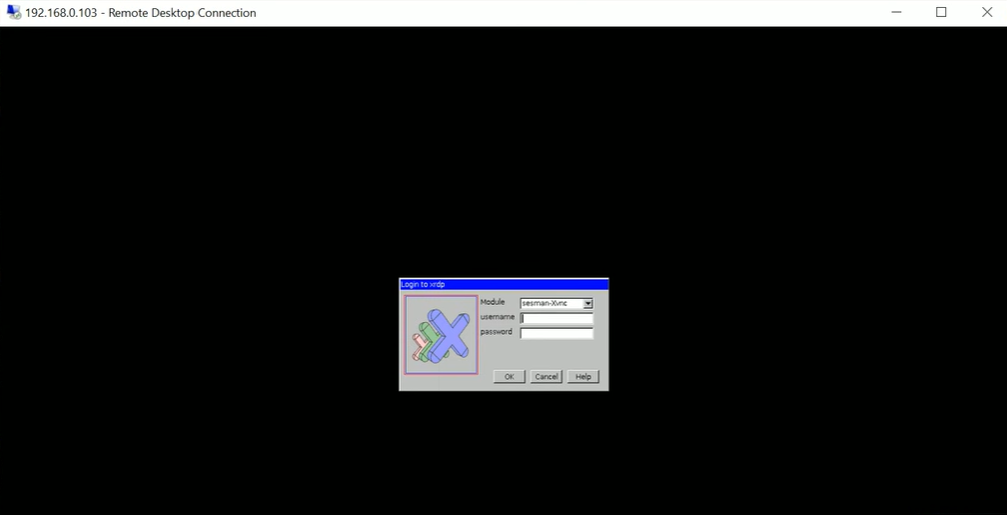 192.168.0.103 - Remote Desktop Connection
Login to xrdp
Module sesman-Xvnc
username
password
OK Cancel Help